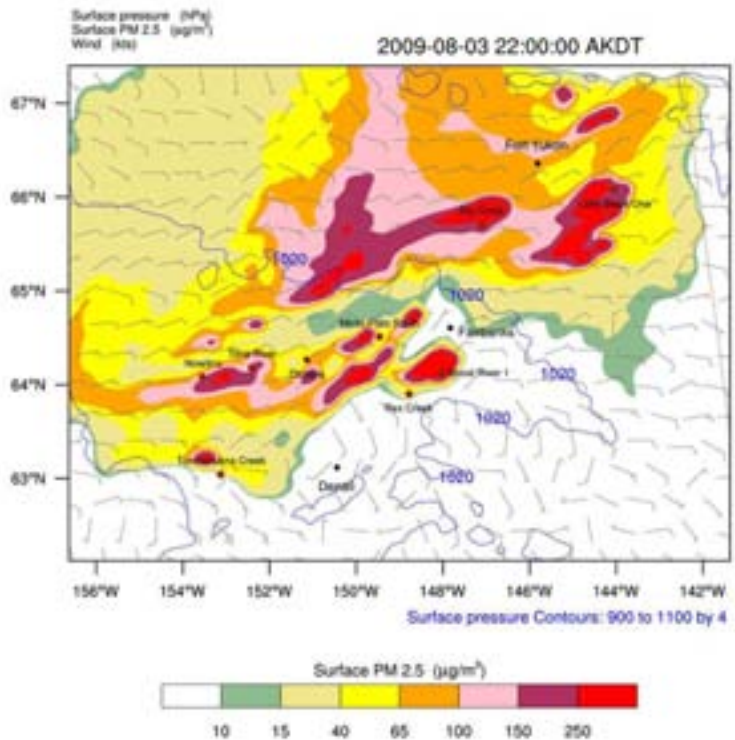 Surface pressure (hPa)
Surface PM 2.5 (µg/m³)
Wind (kts)
2009-08-03 22:00:00 AKDT
67°N
Fort Yukon
66°N
1020
65°N
1020
Fairbanks
64°N
1020
Rex Creek
1020
63°N
Denali
1020
156°W 154°W 152°W 150°W 148°W 146°W 144°W 142°W
Surface pressure Contours: 900 to 1100 by 4
Surface PM 2.5 (µg/m³)
10 15 40 65 100 150 250